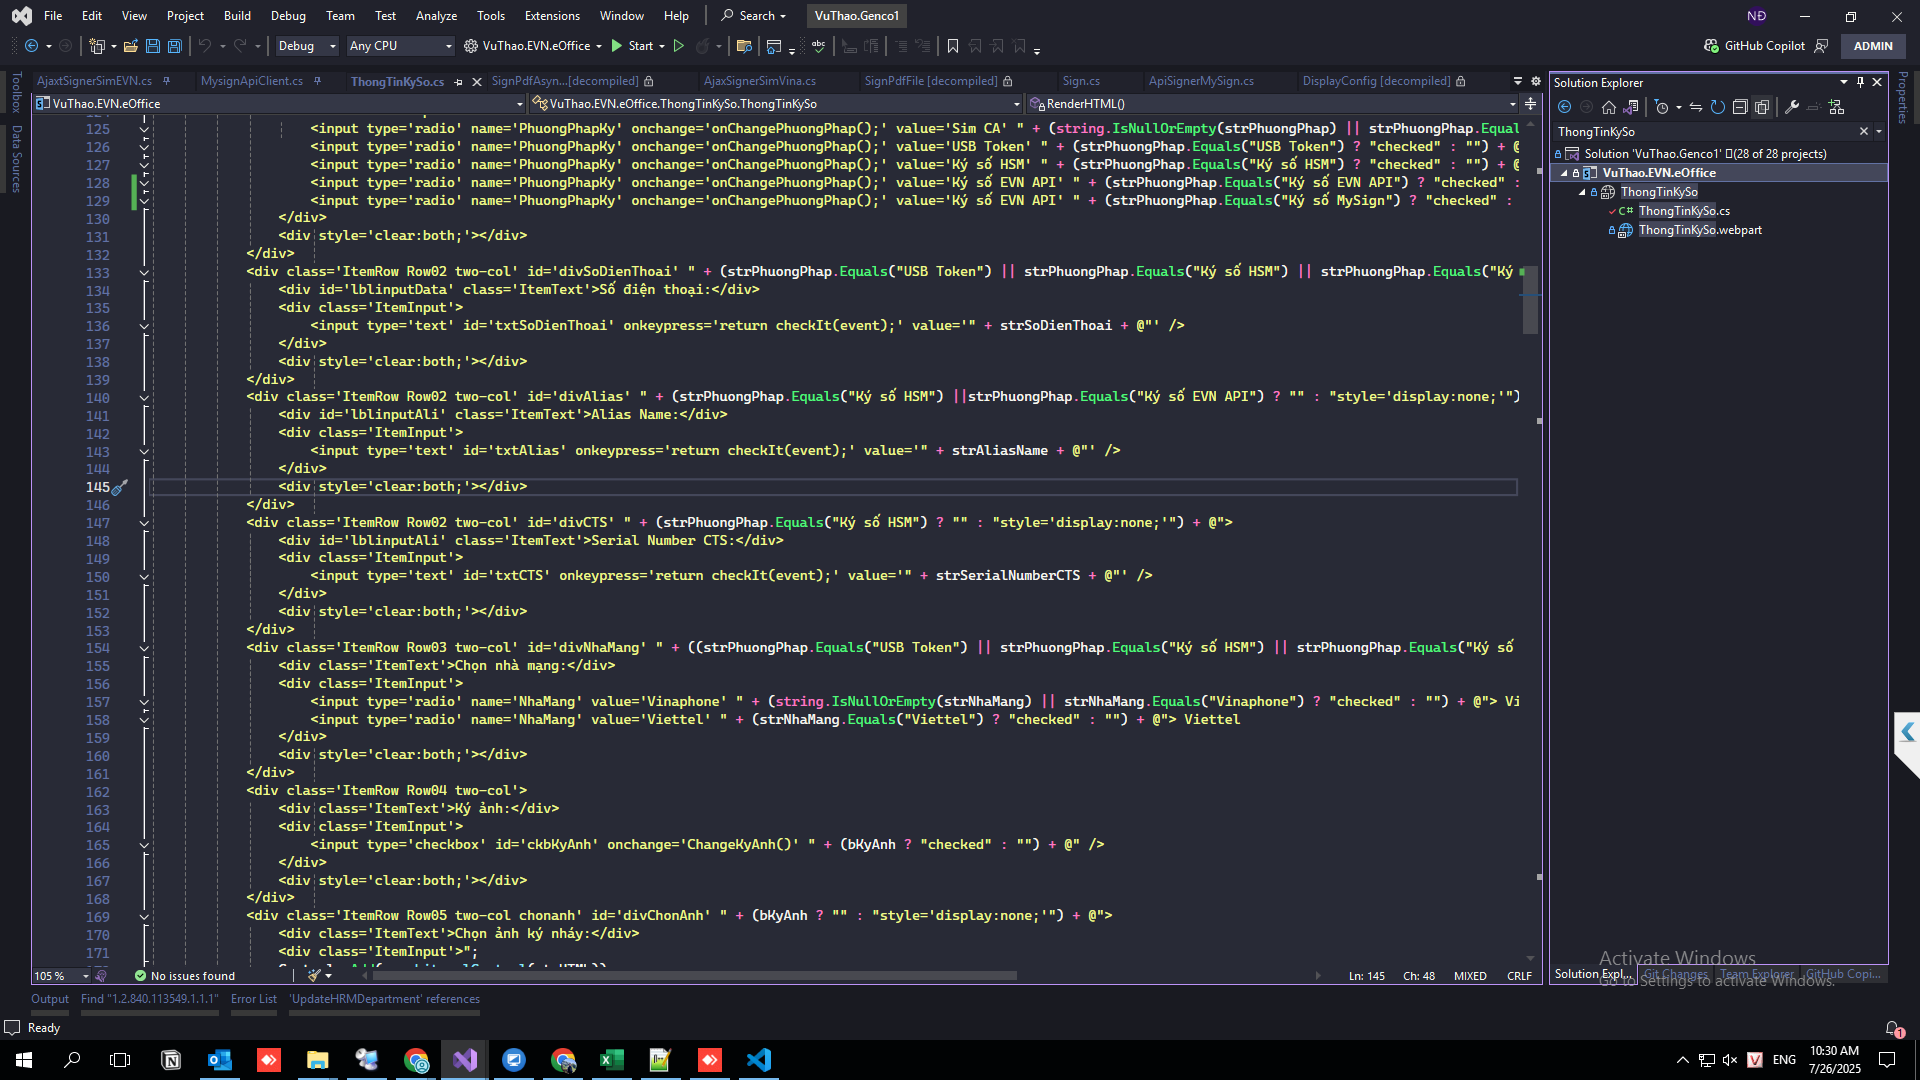 File Edit View Project Build Debug Team Test Analyze Tools Extensions Window Help Search VuThao.Genco1 NĐ
Debug Any CPU VuThao.EVN.eOffice Start GitHub Copilot ADMIN
AjaxtSignerSimEVN.cs MysignApiClient.cs ThongTinKySo.cs SignPdfAsyn...[decompiled] AjaxSignerSimVina.cs SignPdfFile [decompiled] Sign.cs ApiSignerMySign.cs DisplayConfig [decompiled]
VuThao.EVN.eOffice VuThao.EVN.eOffice.ThongTinKySo.ThongTinKySo RenderHTML()
Toolbox
Data Sources
125 <input type='radio' name='PhuongPhapKy' onchange='onChangePhuongPhap();' value='Sim CA' " + (string.IsNullOrEmpty(strPhuongPhap) || strPhuongPhap.Equal
126 <input type='radio' name='PhuongPhapKy' onchange='onChangePhuongPhap();' value='USB Token' " + (strPhuongPhap.Equals("USB Token") ? "checked" : "") + @
127 <input type='radio' name='PhuongPhapKy' onchange='onChangePhuongPhap();' value='Ký số HSM' " + (strPhuongPhap.Equals("Ký số HSM") ? "checked" : "") + @
128 <input type='radio' name='PhuongPhapKy' onchange='onChangePhuongPhap();' value='Ký số EVN API' " + (strPhuongPhap.Equals("Ký số EVN API") ? "checked" :
129 <input type='radio' name='PhuongPhapKy' onchange='onChangePhuongPhap();' value='Ký số EVN API' " + (strPhuongPhap.Equals("Ký số MySign") ? "checked" :
130 </div>
131 <div style='clear:both;'></div>
132 </div>
133 <div class='ItemRow Row02 two-col' id='divSoDienThoai' " + (strPhuongPhap.Equals("USB Token") || strPhuongPhap.Equals("Ký số HSM") || strPhuongPhap.Equals("Ký
134 <div id='lblinputData' class='ItemText'>Số điện thoại:</div>
135 <div class='ItemInput'>
136 <input type='text' id='txtSoDienThoai' onkeypress='return checkIt(event);' value='" + strSoDienThoai + @"' />
137 </div>
138 <div style='clear:both;'></div>
139 </div>
140 <div class='ItemRow Row02 two-col' id='divAlias' " + (strPhuongPhap.Equals("Ký số HSM") ||strPhuongPhap.Equals("Ký số EVN API") ? "" : "style='display:none;'")
141 <div id='lblinputAli' class='ItemText'>Alias Name:</div>
142 <div class='ItemInput'>
143 <input type='text' id='txtAlias' onkeypress='return checkIt(event);' value='" + strAliasName + @"' />
144 </div>
145 <div style='clear:both;'></div>
146 </div>
147 <div class='ItemRow Row02 two-col' id='divCTS' " + (strPhuongPhap.Equals("Ký số HSM") ? "" : "style='display:none;'") + @">
148 <div id='lblinputAli' class='ItemText'>Serial Number CTS:</div>
149 <div class='ItemInput'>
150 <input type='text' id='txtCTS' onkeypress='return checkIt(event);' value='" + strSerialNumberCTS + @"' />
151 </div>
152 <div style='clear:both;'></div>
153 </div>
154 <div class='ItemRow Row03 two-col' id='divNhaMang' " + ((strPhuongPhap.Equals("USB Token") || strPhuongPhap.Equals("Ký số HSM") || strPhuongPhap.Equals("Ký số
155 <div class='ItemText'>Chọn nhà mạng:</div>
156 <div class='ItemInput'>
157 <input type='radio' name='NhaMang' value='Vinaphone' " + (string.IsNullOrEmpty(strNhaMang) || strNhaMang.Equals("Vinaphone") ? "checked" : "") + @"> Vi
158 <input type='radio' name='NhaMang' value='Viettel' " + (strNhaMang.Equals("Viettel") ? "checked" : "") + @"> Viettel
159 </div>
160 <div style='clear:both;'></div>
161 </div>
162 <div class='ItemRow Row04 two-col'>
163 <div class='ItemText'>Ký ảnh:</div>
164 <div class='ItemInput'>
165 <input type='checkbox' id='ckbKyAnh' onchange='ChangeKyAnh()' " + (bKyAnh ? "checked" : "") + @" />
166 </div>
167 <div style='clear:both;'></div>
168 </div>
169 <div class='ItemRow Row05 two-col chonanh' id='divChonAnh' " + (bKyAnh ? "" : "style='display:none;'") + @">
170 <div class='ItemText'>Chọn ảnh ký nháy:</div>
171 <div class='ItemInput'>";
105 % No issues found Ln: 145 Ch: 48 MIXED CRLF
Output Find "1.2.840.113549.1.1.1" Error List 'UpdateHRMDepartment' references
Ready
Solution Explorer
ThongTinKySo
Solution 'VuThao.Genco1' (28 of 28 projects)
VuThao.EVN.eOffice
ThongTinKySo
ThongTinKySo.cs
ThongTinKySo.webpart
Properties
Activate Windows
Go to Settings to activate Windows.
Solution Expl... Git Changes Team Explorer GitHub Copi...
1
ENG 10:30 AM
7/26/2025